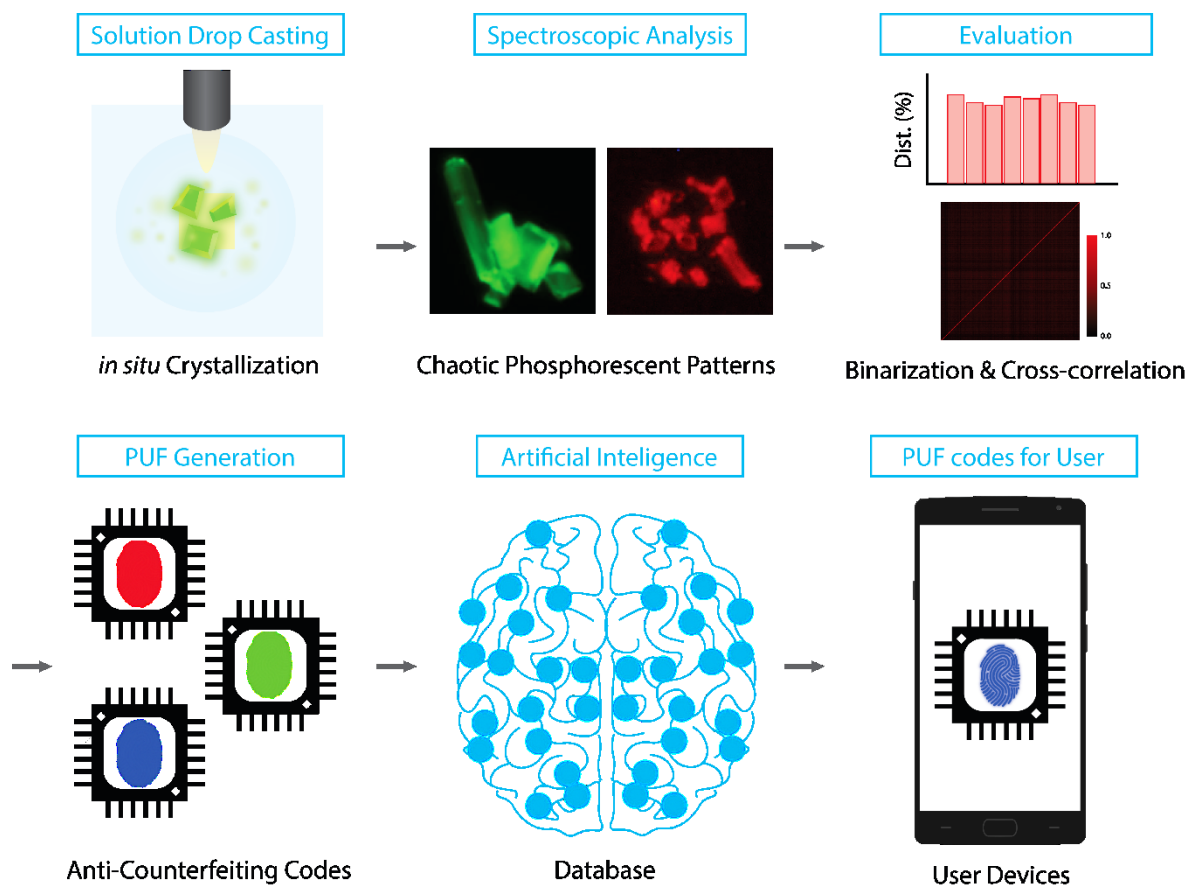 Solution Drop Casting
Spectroscopic Analysis
Evaluation
Dist. (%)
1.0
0.5
0.0
in situ Crystallization
Chaotic Phosphorescent Patterns
Binarization & Cross-correlation
PUF Generation
Artificial Inteligence
PUF codes for User
Anti-Counterfeiting Codes
Database
User Devices